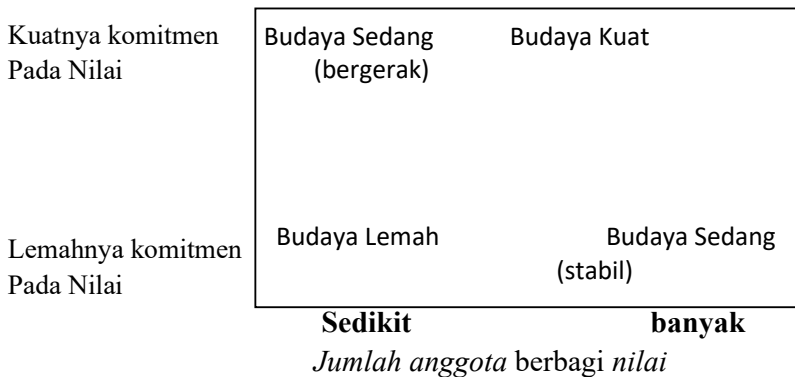 Kuatnya komitmen Budaya Sedang Budaya Kuat
Pada Nilai (bergerak)
Lemahnya komitmen Budaya Lemah Budaya Sedang
Pada Nilai (stabil)
Sedikit banyak
Jumlah anggota berbagi nilai